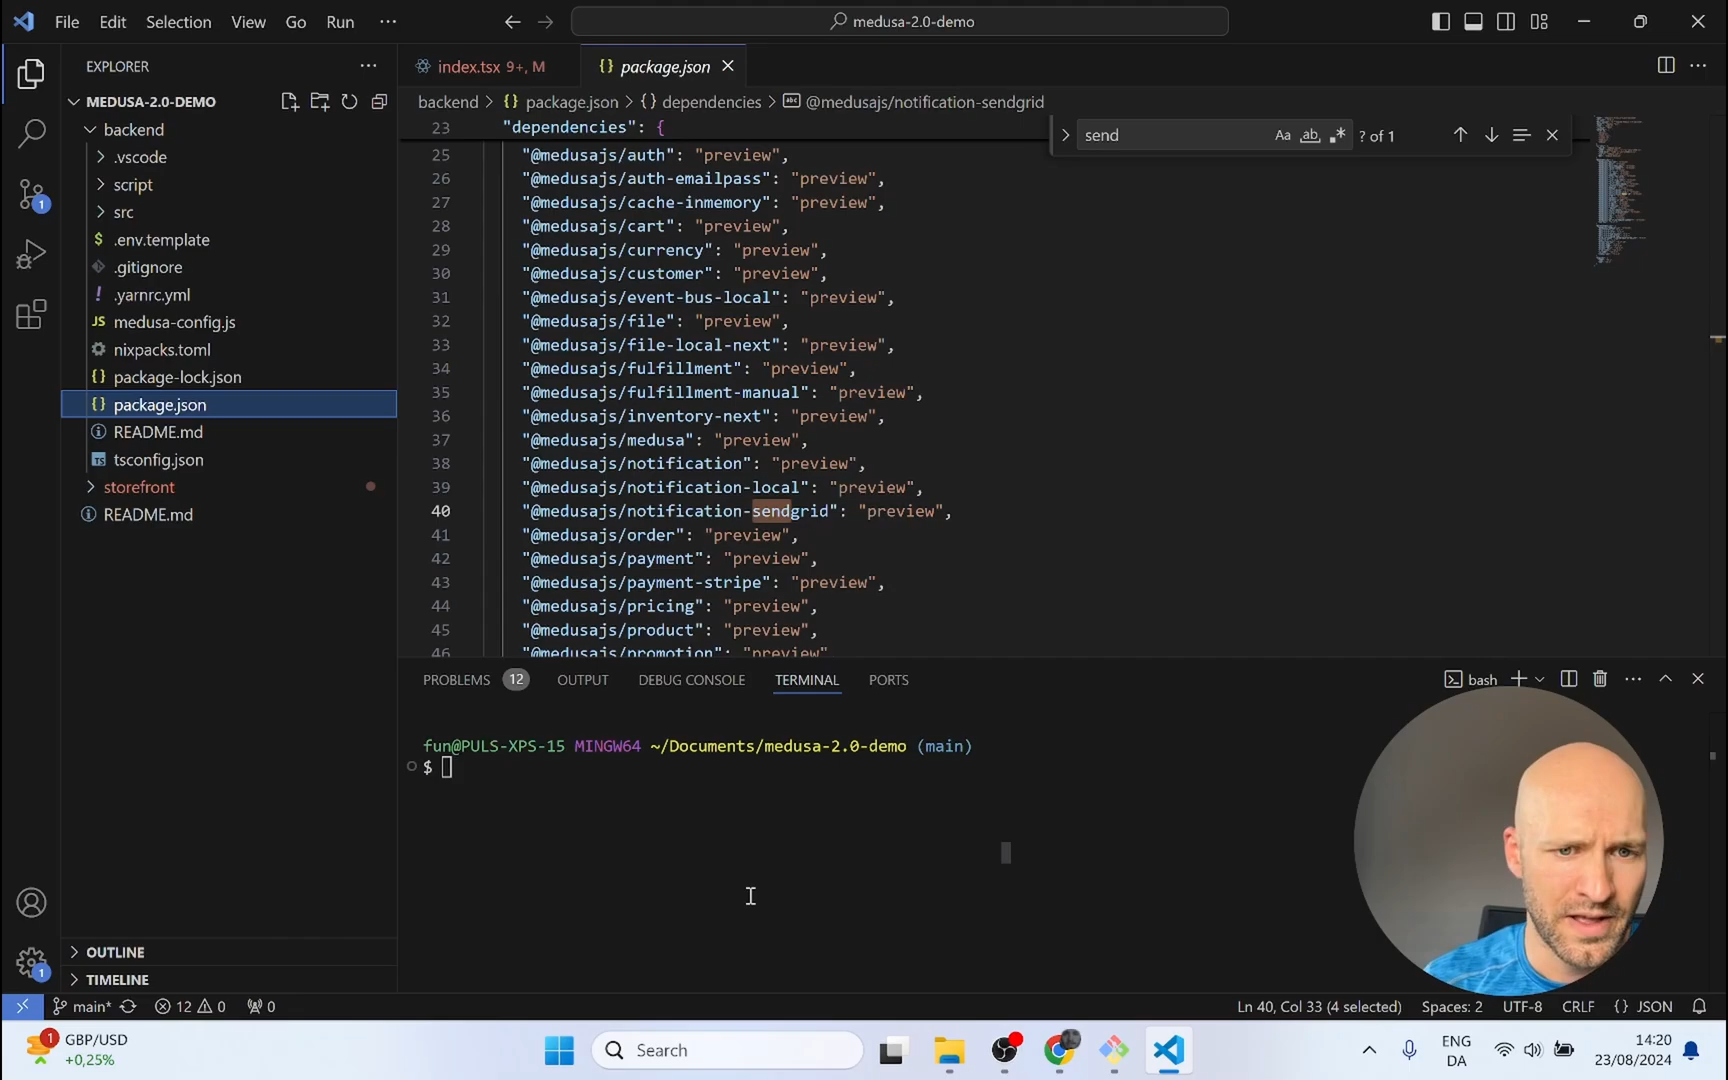 File Edit Selection View Go Run ···
medusa-2.0-demo
EXPLORER
MEDUSA-2.0-DEMO
backend
.vscode
script
src
.env.template
.gitignore
.yarnrc.yml
medusa-config.js
nixpacks.toml
package-lock.json
package.json
README.md
tsconfig.json
storefront
README.md
OUTLINE
TIMELINE
index.tsx 9+, M
package.json
backend > {} package.json > {} dependencies > @medusajs/notification-sendgrid
send Aa ab ? of 1
23 "dependencies": {
25 "@medusajs/auth": "preview",
26 "@medusajs/auth-emailpass": "preview",
27 "@medusajs/cache-inmemory": "preview",
28 "@medusajs/cart": "preview",
29 "@medusajs/currency": "preview",
30 "@medusajs/customer": "preview",
31 "@medusajs/event-bus-local": "preview",
32 "@medusajs/file": "preview",
33 "@medusajs/file-local-next": "preview",
34 "@medusajs/fulfillment": "preview",
35 "@medusajs/fulfillment-manual": "preview",
36 "@medusajs/inventory-next": "preview",
37 "@medusajs/medusa": "preview",
38 "@medusajs/notification": "preview",
39 "@medusajs/notification-local": "preview",
40 "@medusajs/notification-sendgrid": "preview",
41 "@medusajs/order": "preview",
42 "@medusajs/payment": "preview",
43 "@medusajs/payment-stripe": "preview",
44 "@medusajs/pricing": "preview",
45 "@medusajs/product": "preview",
46 "@medusajs/promotion": "preview"
PROBLEMS 12 OUTPUT DEBUG CONSOLE TERMINAL PORTS
bash
fun@PULS-XPS-15 MINGW64 ~/Documents/medusa-2.0-demo (main)
$
1
1
main* 12 0 0
Ln 40, Col 33 (4 selected) Spaces: 2 UTF-8 CRLF {} JSON
1
GBP/USD
+0,25%
Search
ENG
DA
14:20
23/08/2024